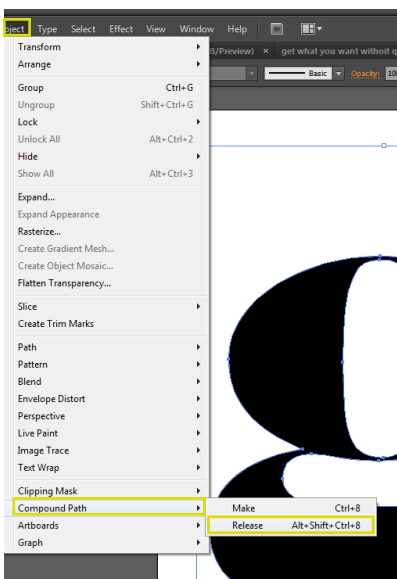 ject Type Select Effect View Window Help Br
B/Preview) × get what you want withoit q
Basic Opacity: 10
Transform
Arrange
Group Ctrl+G
Ungroup Shift+Ctrl+G
Lock
Unlock All Alt+Ctrl+2
Hide
Show All Alt+Ctrl+3
Expand...
Expand Appearance
Rasterize...
Create Gradient Mesh...
Create Object Mosaic...
Flatten Transparency...
Slice
Create Trim Marks
Path
Pattern
Blend
Envelope Distort
Perspective
Live Paint
Image Trace
Text Wrap
Clipping Mask
Compound Path
Make Ctrl+8
Release Alt+Shift+Ctrl+8
Artboards
Graph